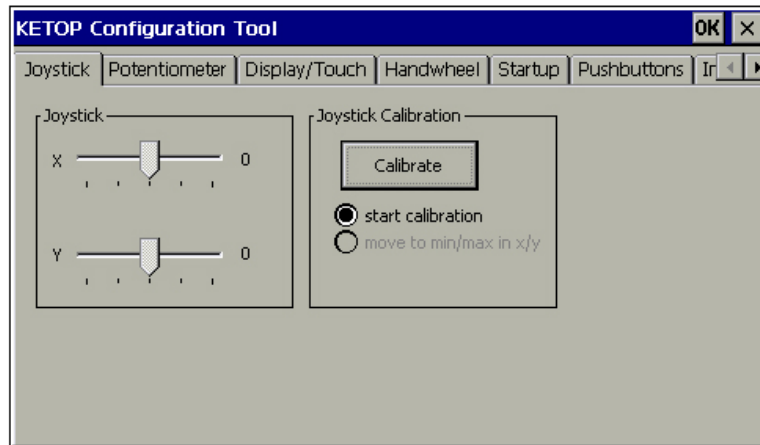 KETOP Configuration Tool OK ×
Joystick Potentiometer Display/Touch Handwheel Startup Pushbuttons
Joystick
X 0
Y 0
Joystick Calibration
Calibrate
start calibration
move to min/max in x/y